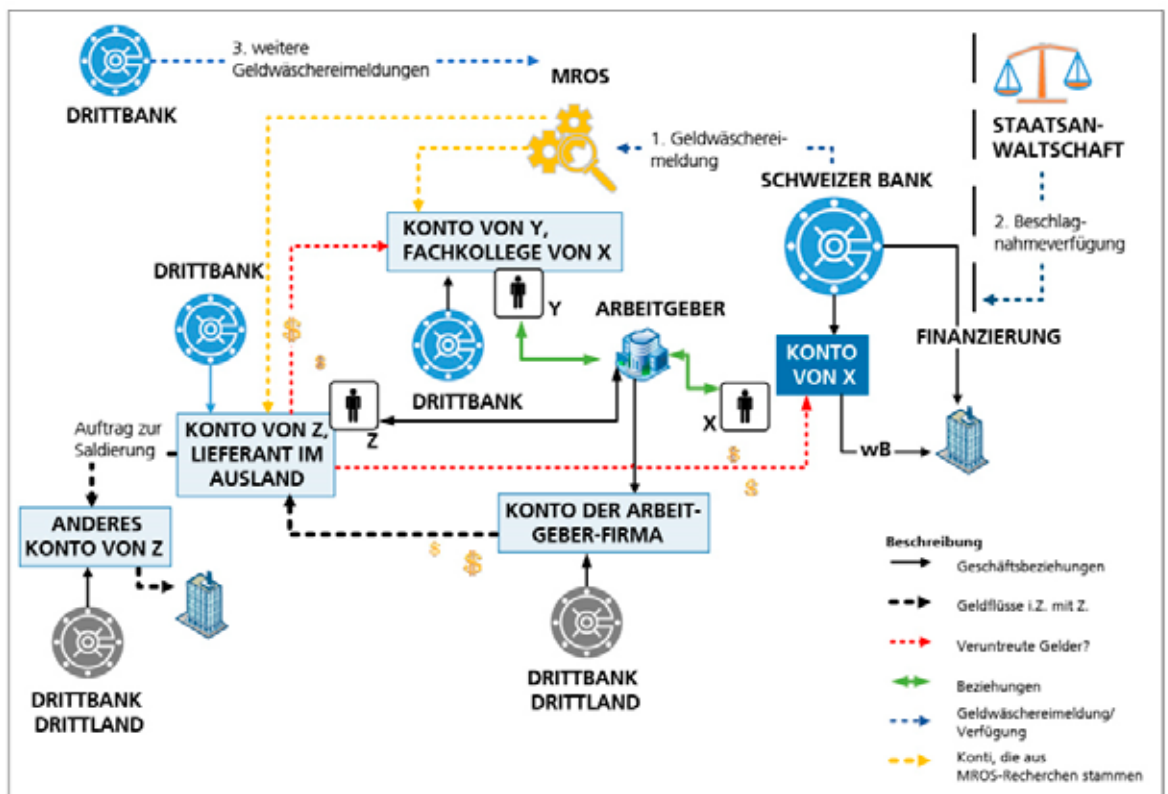 3. weitere
Geldwäschereimeldungen
MROS
DRITTBANK
1. Geldwäscherei-
meldung
STAATSAN-
WALTSCHAFT
SCHWEIZER BANK
2. Beschlag-
nahmeverfügung
KONTO VON Y,
FACHKOLLEGE VON X
DRITTBANK
Y
ARBEITGEBER
FINANZIERUNG
KONTO
VON X
DRITTBANK
$
$
X
Z
Auftrag zur
Saldierung
KONTO VON Z,
LIEFERANT IM
AUSLAND
wB
$
$
ANDERES
KONTO VON Z
KONTO DER ARBEIT-
GEBER-FIRMA
$
$
DRITTBANK
DRITTLAND
DRITTBANK
DRITTLAND
Beschreibung
Geschäftsbeziehungen
Geldflüsse i.Z. mit Z.
Veruntreute Gelder?
Beziehungen
Geldwäschereimeldung/
Verfügung
Konti, die aus
MROS-Recherchen stammen